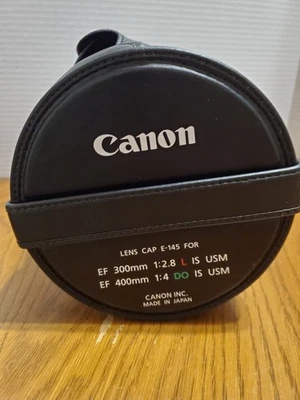 Canon
LENS CAP E-145 FOR
EF 300mm 1:2.8 L IS USM
EF 400mm 1:4 DO IS USM
CANON INC.
MADE IN JAPAN